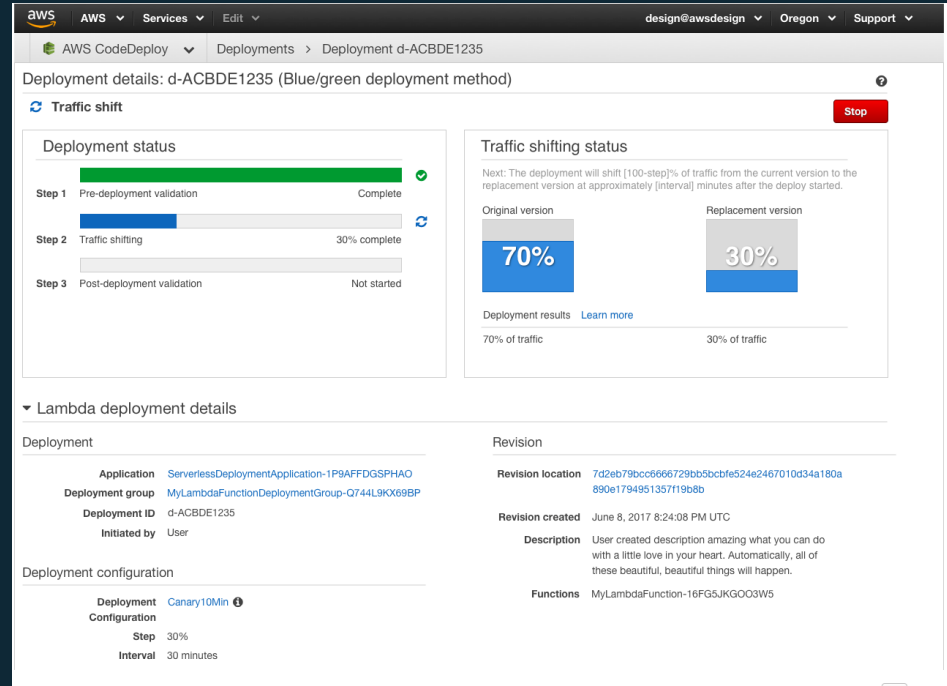 aws AWS Services Edit design@awsdesign Oregon Support
AWS CodeDeploy Deployments > Deployment d-ACBDE1235
Deployment details: d-ACBDE1235 (Blue/green deployment method)
Traffic shift
Stop
Deployment status
Step 1 Pre-deployment validation Complete
Step 2 Traffic shifting 30% complete
Step 3 Post-deployment validation Not started
Traffic shifting status
Next: The deployment will shift [100-step]% of traffic from the current version to the
replacement version at approximately [interval] minutes after the deploy started.
Original version Replacement version
70% 30%
Deployment results Learn more
70% of traffic 30% of traffic
Lambda deployment details
Deployment
Application ServerlessDeploymentApplication-1P9AFFDGSPHAO
Deployment group MyLambdaFunctionDeploymentGroup-Q744L9KX69BP
Deployment ID d-ACBDE1235
Initiated by User
Deployment configuration
Deployment Canary10Min
Configuration
Step 30%
Interval 30 minutes
Revision
Revision location 7d2eb79bcc6666729bb5bcbfe524e2467010d34a180a
890e1794951357f19b8b
Revision created June 8, 2017 8:24:08 PM UTC
Description User created description amazing what you can do
with a little love in your heart. Automatically, all of
these beautiful, beautiful things will happen.
Functions MyLambdaFunction-16FG5JKGOO3W5